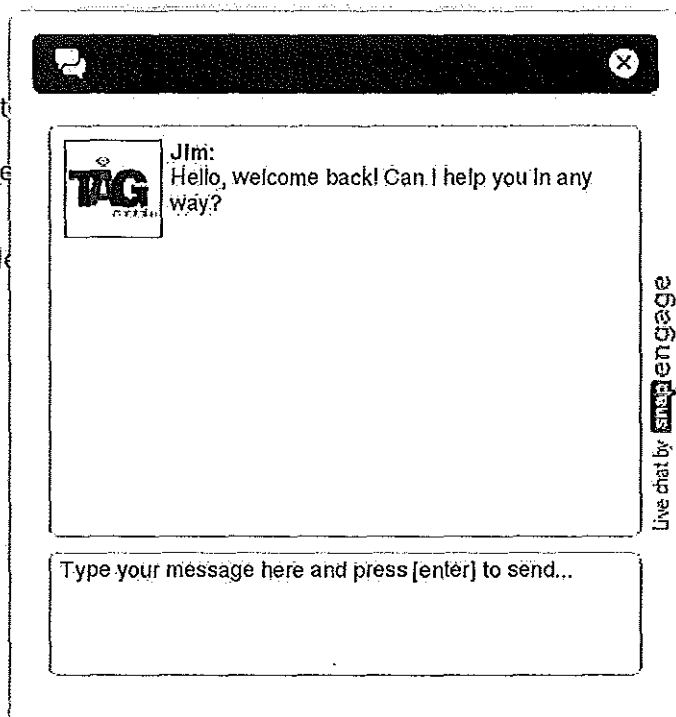 Jim:
Hello, welcome back! Can I help you in any
way?
TAG
mobile
Live chat by snapengage
Type your message here and press [enter] to send...